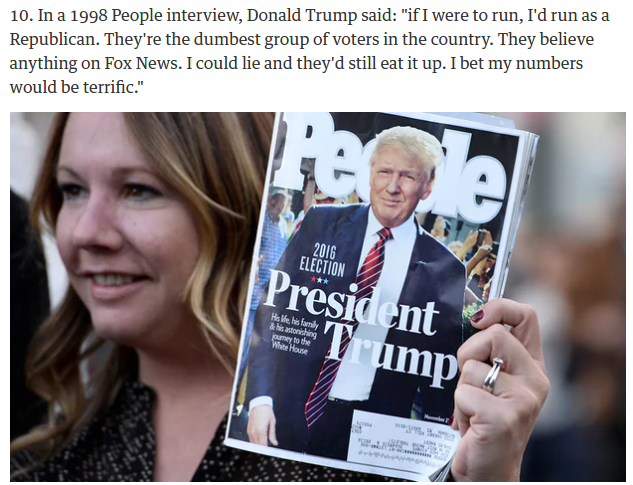 10. In a 1998 People interview, Donald Trump said: "if I were to run, I'd run as a
Republican. They're the dumbest group of voters in the country. They believe
anything on Fox News. I could lie and they'd still eat it up. I bet my numbers
would be terrific."
People
2016
ELECTION
President
Trump
His life, his family
& his astonishing
journey to the
White House